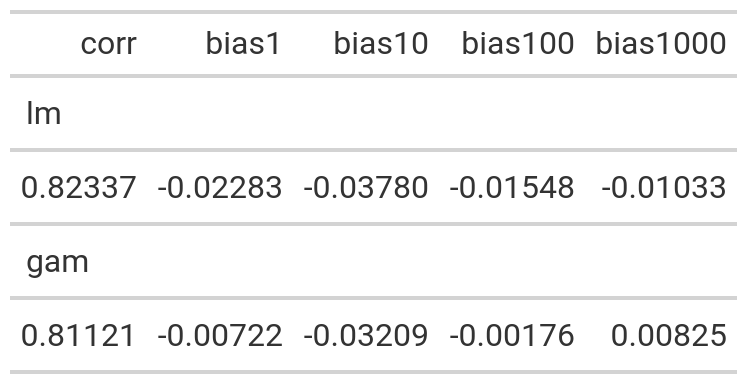 corr bias1 bias10 bias100 bias1000
lm
0.82337 -0.02283 -0.03780 -0.01548 -0.01033
gam
0.81121 -0.00722 -0.03209 -0.00176 0.00825